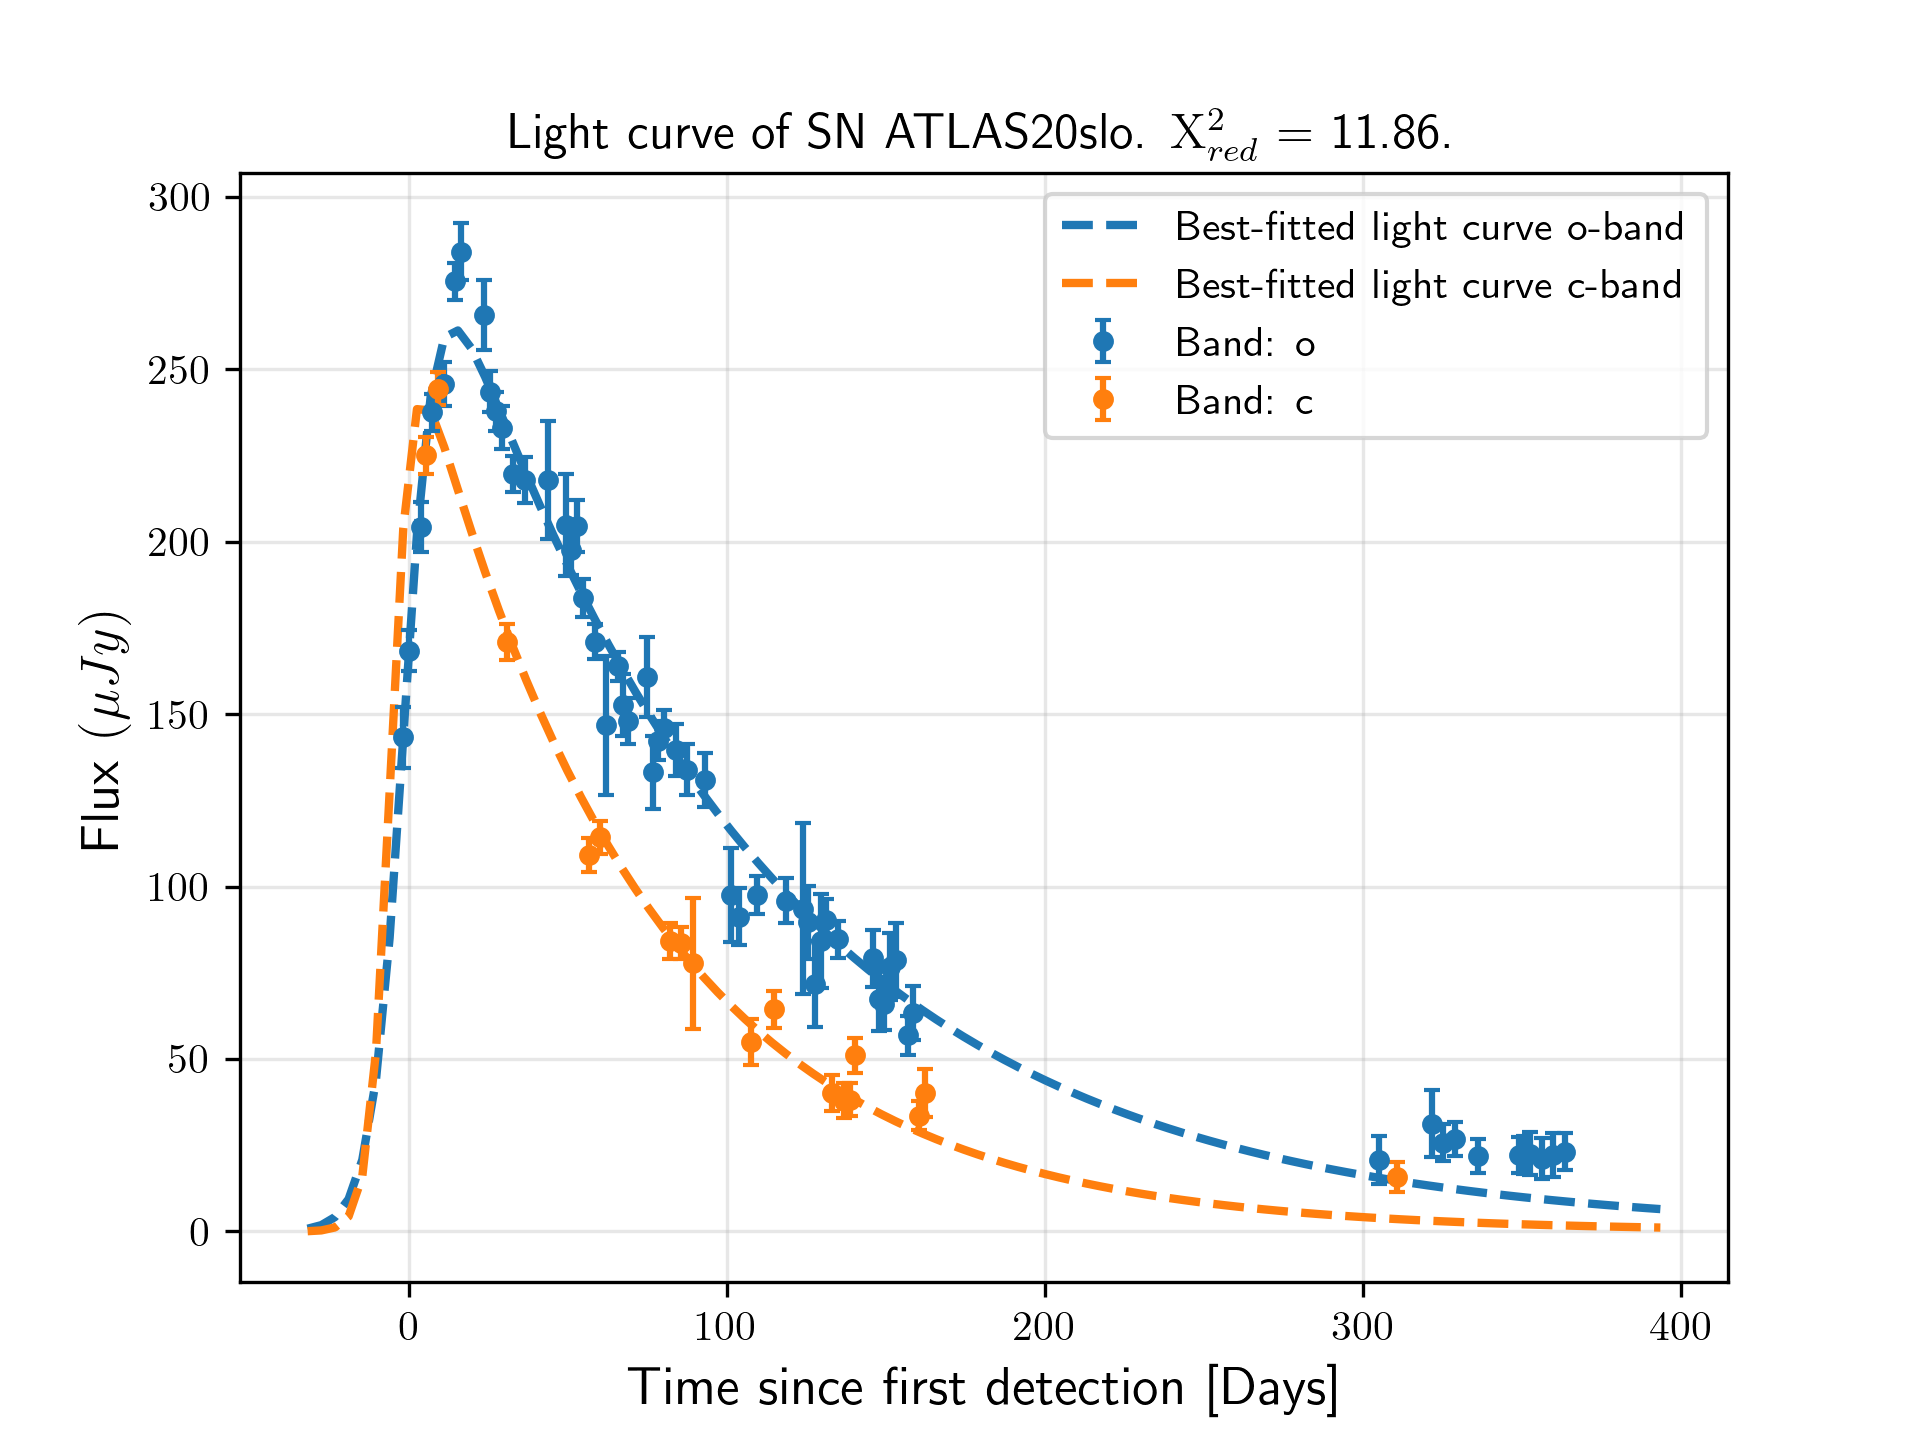 Light curve of SN ATLAS20slo. X²_red = 11.86.
Best-fitted light curve o-band
Best-fitted light curve c-band
Band: o
Band: c
300
250
200
150
100
50
0
Flux (μJy)
0 100 200 300 400
Time since first detection [Days]